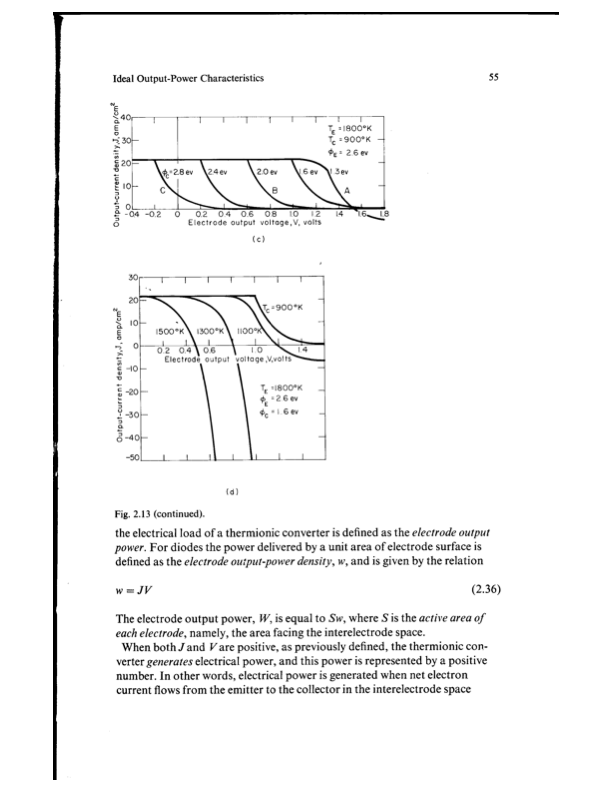 Ideal Output-Power Characteristics 55
Output-current density, J, amp/cm²
40
30
20
10
0
T_E = 1800°K
T_C = 900°K
φ_E = 2.6 ev
φ_C = 2.8 ev 2.4 ev 2.0 ev 1.6 ev 1.3 ev
C B A
-0.4 -0.2 0 0.2 0.4 0.6 0.8 1.0 1.2 1.4 1.6 1.8
Electrode output voltage, V, volts
(c)
Output-current density, J, amp/cm²
30
20
10
0
-10
-20
-30
-40
-50
T_C = 900°K
1500°K 1300°K 1100°K
0.2 0.4 0.6 1.0 1.4
Electrode output voltage, V, volts
T_E = 1800°K
φ_E = 2.6 ev
φ_C = 1.6 ev
(d)
Fig. 2.13 (continued).
the electrical load of a thermionic converter is defined as the electrode output
power. For diodes the power delivered by a unit area of electrode surface is
defined as the electrode output-power density, w, and is given by the relation
w = JV (2.36)
The electrode output power, W, is equal to Sw, where S is the active area of
each electrode, namely, the area facing the interelectrode space.
When both J and V are positive, as previously defined, the thermionic con-
verter generates electrical power, and this power is represented by a positive
number. In other words, electrical power is generated when net electron
current flows from the emitter to the collector in the interelectrode space